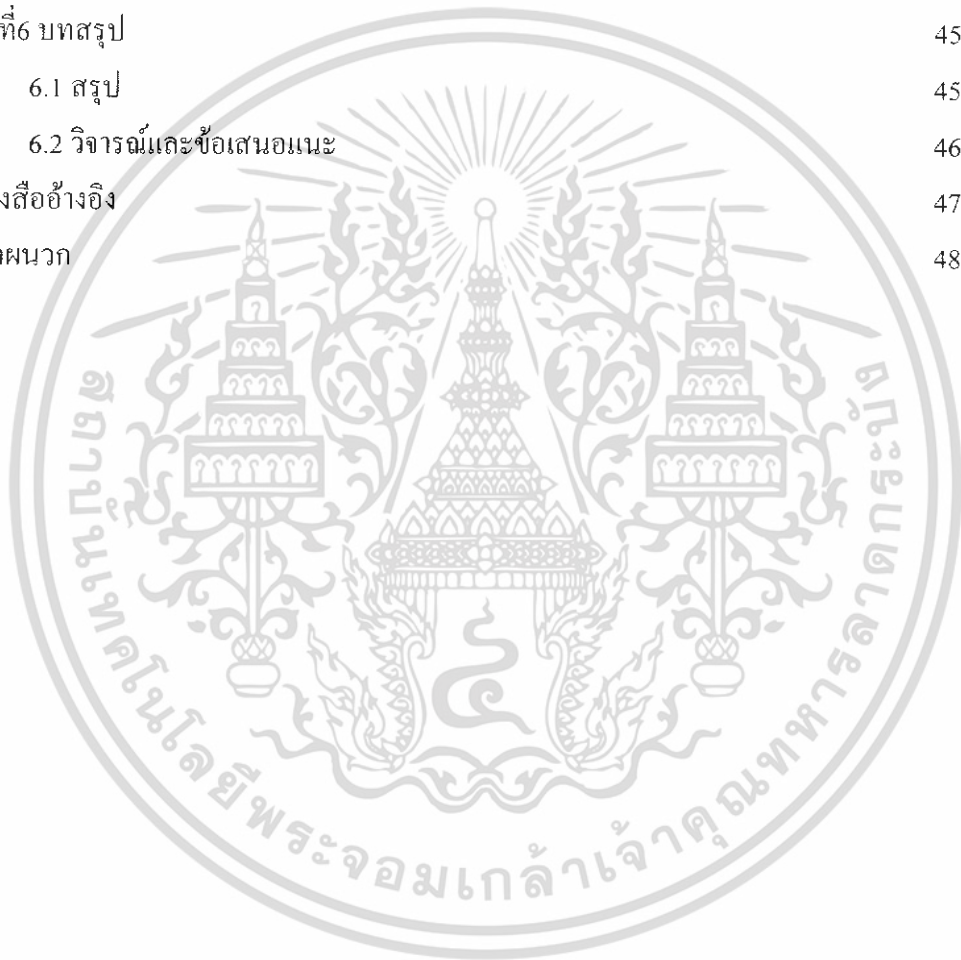 ที่6 บทสรุป 45
6.1 สรุป 45
6.2 วิจารณ์และข้อเสนอแนะ 46
งสืออ้างอิง 47
ผนวก 48
สถาบันเทคโนโลยีพระจอมเกล้าเจ้าคุณทหารลาดกระบัง